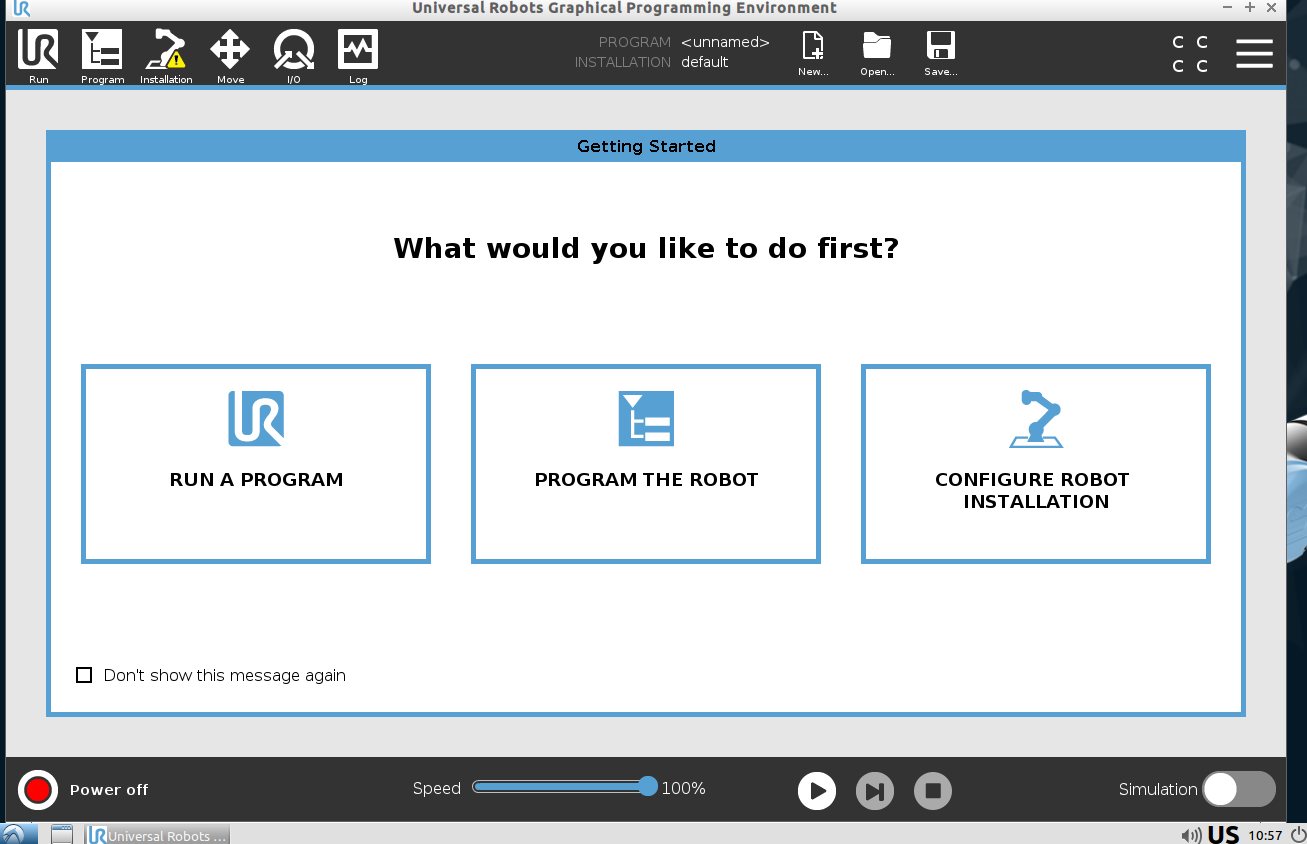 Universal Robots Graphical Programming Environment
Run
Program
Installation
Move
I/O
Log
PROGRAM <unnamed>
INSTALLATION default
New...
Open...
Save...
C C
C C
Getting Started
What would you like to do first?
RUN A PROGRAM
PROGRAM THE ROBOT
CONFIGURE ROBOT
INSTALLATION
Don't show this message again
Power off
Speed 100%
Simulation
Universal Robots ...
US 10:57